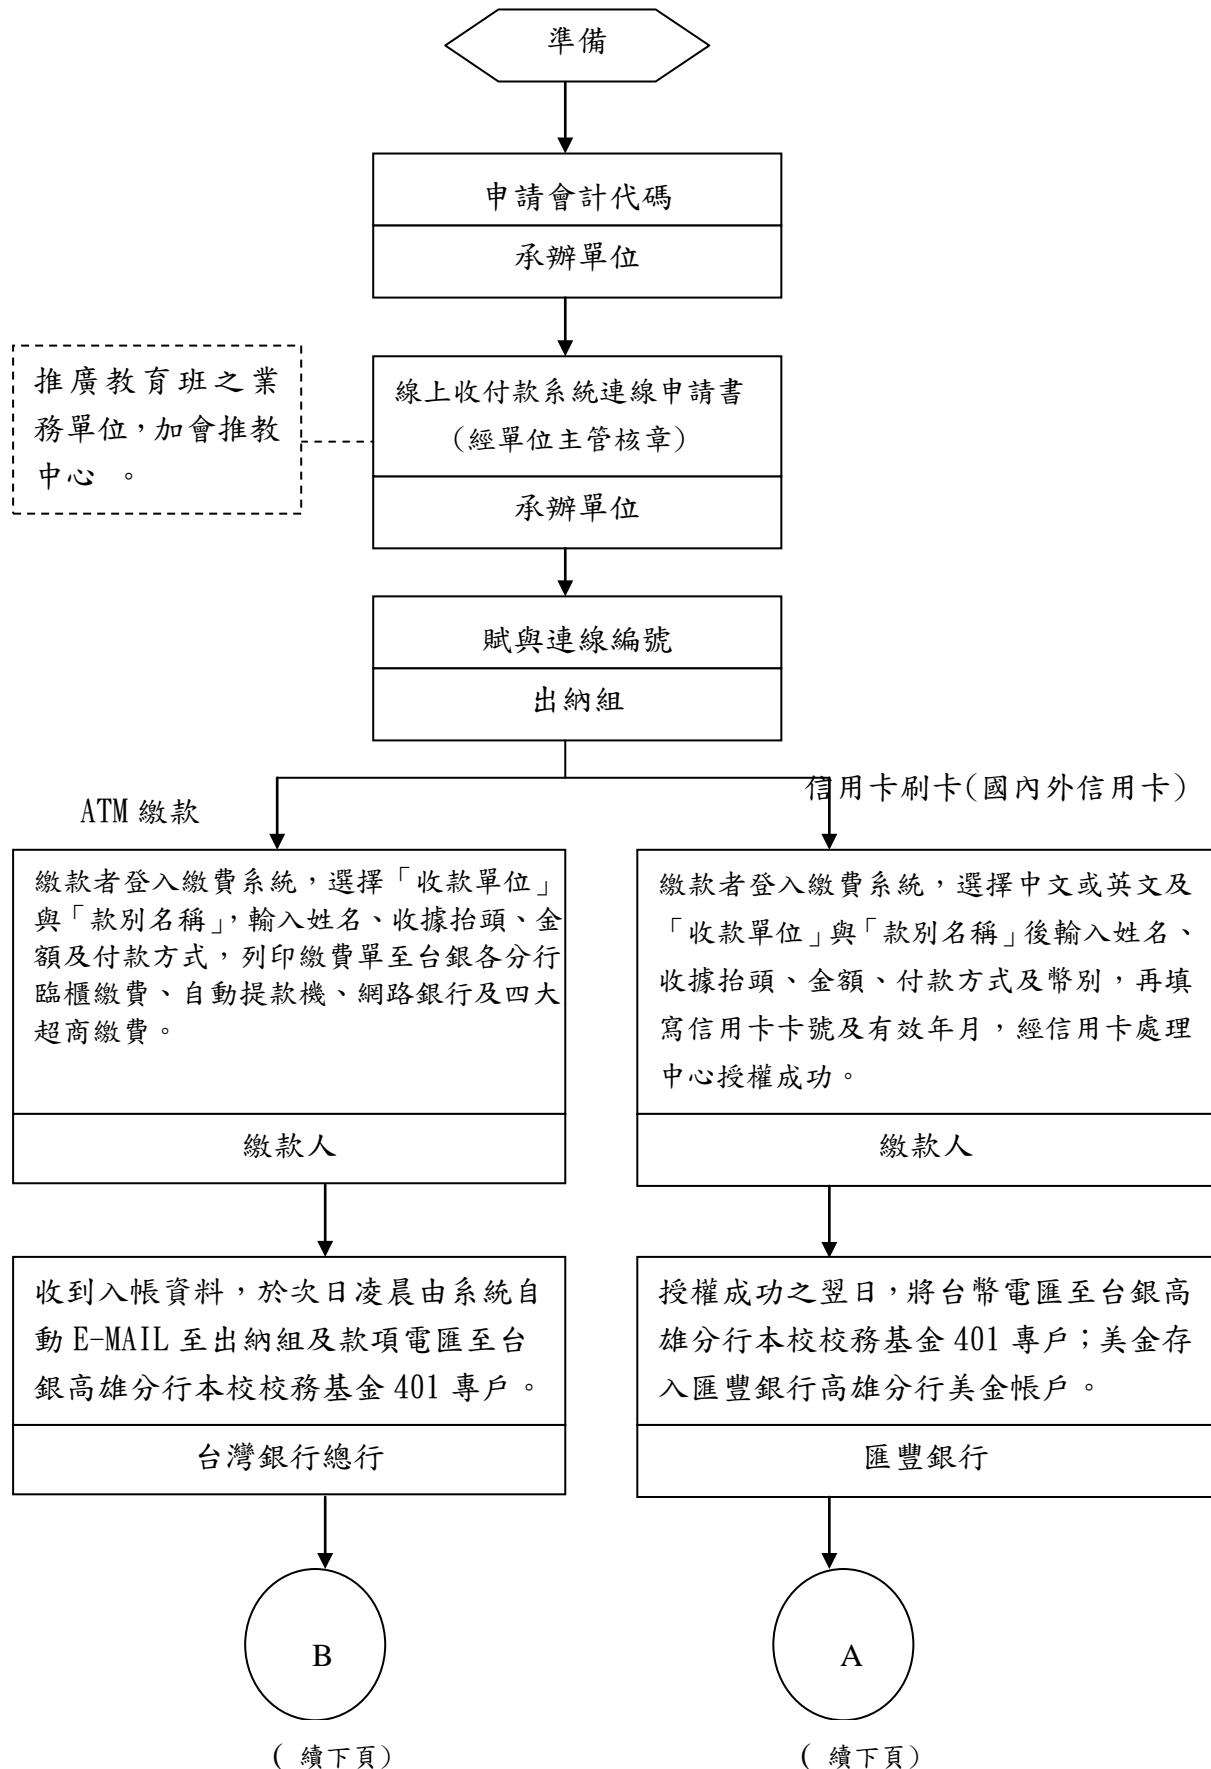 準備
申請會計代碼
承辦單位
推廣教育班之業
務單位，加會推教
中心 。
線上收付款系統連線申請書
(經單位主管核章)
承辦單位
賦與連線編號
出納組
ATM 繳款
繳款者登入繳費系統，選擇「收款單位」
與「款別名稱」，輸入姓名、收據抬頭、金
額及付款方式，列印繳費單至台銀各分行
臨櫃繳費、自動提款機、網路銀行及四大
超商繳費。
繳款人
收到入帳資料，於次日凌晨由系統自
動 E-MAIL 至出納組及款項電匯至台
銀高雄分行本校校務基金 401 專戶。
台灣銀行總行
B
( 續下頁)
信用卡刷卡(國內外信用卡)
繳款者登入繳費系統，選擇中文或英文及
「收款單位」與「款別名稱」後輸入姓名、
收據抬頭、金額、付款方式及幣別，再填
寫信用卡卡號及有效年月，經信用卡處理
中心授權成功。
繳款人
授權成功之翌日，將台幣電匯至台銀高
雄分行本校校務基金 401 專戶；美金存
入匯豐銀行高雄分行美金帳戶。
匯豐銀行
A
( 續下頁)